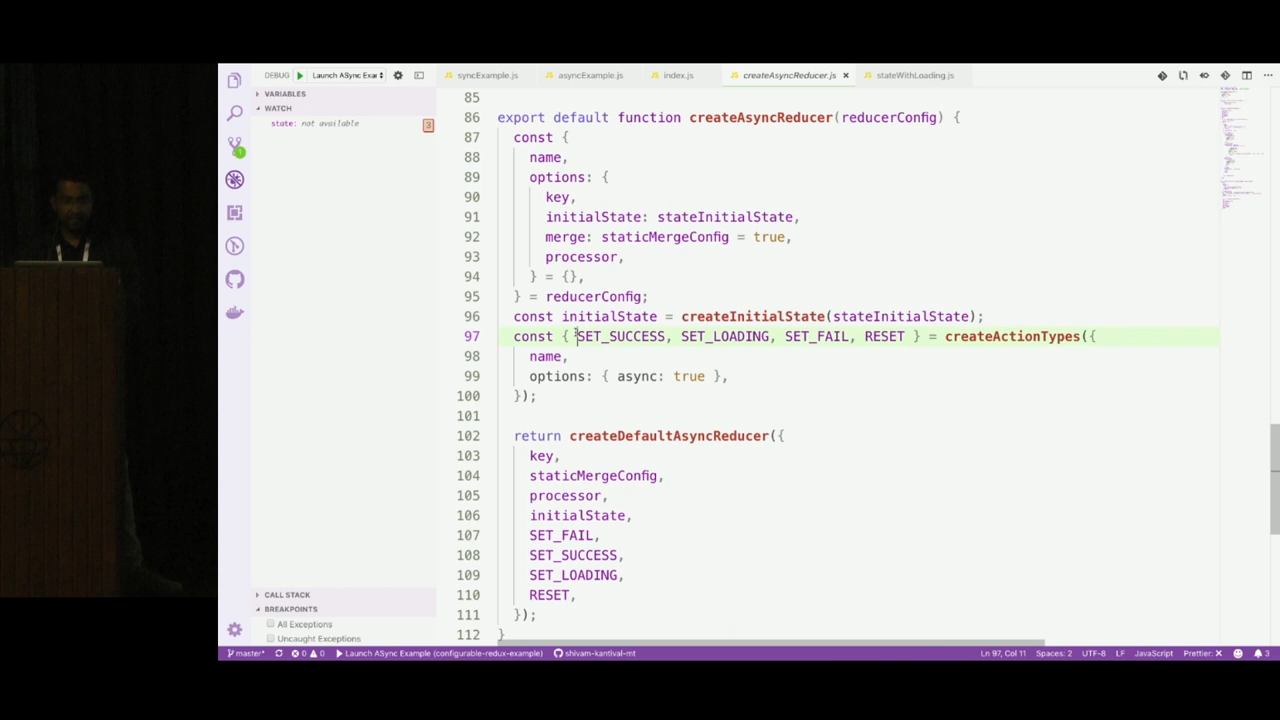 DEBUG Launch ASync Exar syncExample.js asyncExample.js index.js createAsyncReducer.js stateWithLoading.js
VARIABLES
WATCH
state: not available
3
1
85
86 export default function createAsyncReducer(reducerConfig) {
87 const {
88 name,
89 options: {
90 key,
91 initialState: stateInitialState,
92 merge: staticMergeConfig = true,
93 processor,
94 } = {},
95 } = reducerConfig;
96 const initialState = createInitialState(stateInitialState);
97 const { SET_SUCCESS, SET_LOADING, SET_FAIL, RESET } = createActionTypes({
98 name,
99 options: { async: true },
100 });
101
102 return createDefaultAsyncReducer({
103 key,
104 staticMergeConfig,
105 processor,
106 initialState,
107 SET_FAIL,
108 SET_SUCCESS,
109 SET_LOADING,
110 RESET,
111 });
112 }
CALL STACK
BREAKPOINTS
All Exceptions
Uncaught Exceptions
master* 0 0 Launch ASync Example (configurable-redux-example) shivam-kantival-mt Ln 97, Col 11 Spaces: 2 UTF-8 LF JavaScript Prettier: × 3